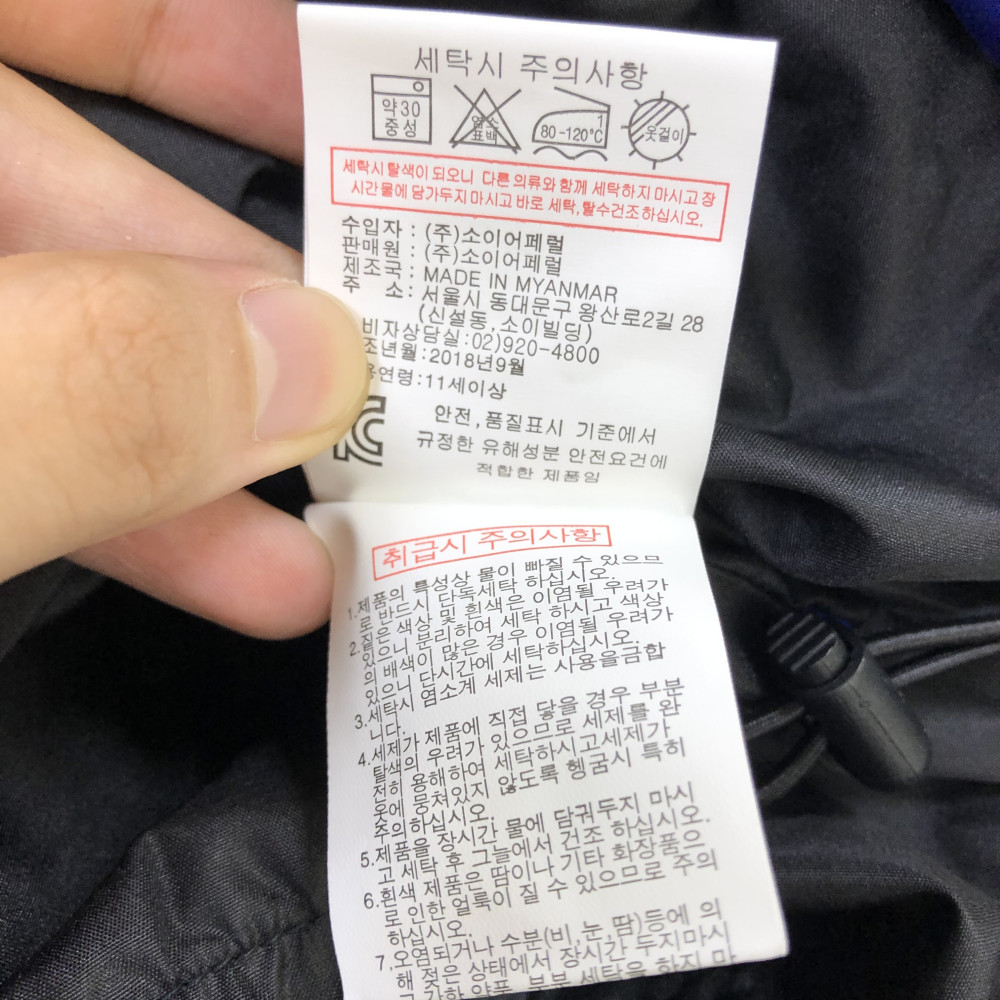 세탁시 주의사항
약30
중성
염소
표백
1
80-120℃
옷걸이
세탁시 탈색이 되오니 다른 의류와 함께 세탁하지 마시고 장
시간 물에 담가두지 마시고 바로 세탁,탈수건조하십시오.
수입자 : (주)소이어페럴
판매원 : (주)소이어페럴
제조국 : MADE IN MYANMAR
주 소 : 서울시 동대문구 왕산로2길 28
(신설동,소이빌딩)
비자상담실:02)920-4800
조년월:2018년9월
용연령:11세이상
안전,품질표시 기준에서
규정한 유해성분 안전요건에
적합한 제품임
취급시 주의사항
1.제품의 특성상 물이 빠질 수 있으므
로 반드시 단독세탁 하십시오.
2.짙은 색상 및 흰색은 이염될 우려가
있으니 분리하여 세탁 하시고 색상
의 배색이 많은 경우 이염될 우려가
있으니 단시간에 세탁하십시오.
3.세탁시 염소계 세제는 사용을금합
니다.
4.세제가 제품에 직접 닿을 경우 부분
탈색의 우려가 있으므로 세제를 완
전히 용해하여 세탁하시고세제가
옷에 뭉쳐있지 않도록 헹굼시 특히
주의하십시오.
5.제품을 장시간 물에 담궈두지 마시
고 세탁 후 그늘에서 건조 하십시오.
6.흰색 제품은 땀이나 기타 화장품으
로 인한 얼룩이 질 수 있으므로 주의
하십시오.
7.오염되거나 수분(비,눈,땀)등에 의
해 젖은 상태에서 장시간 두지마시
고 강한 약품, 부분 세탁을 하지 마